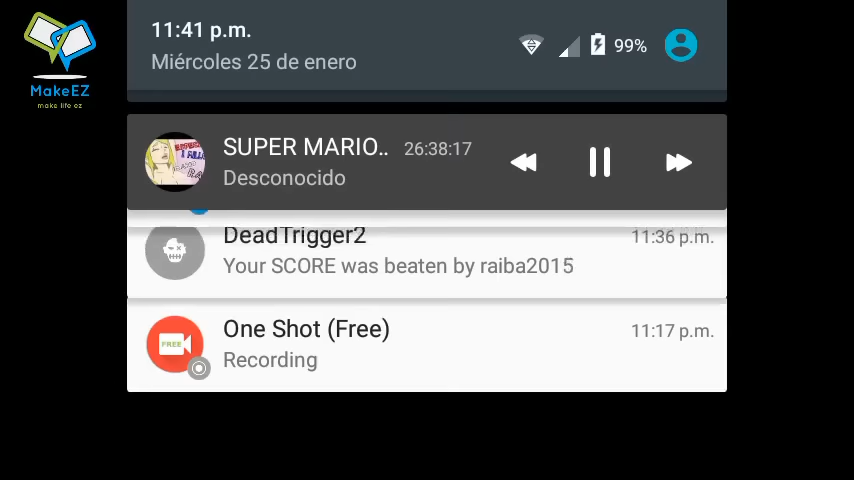 11:41 p.m.
Miércoles 25 de enero
99%
MakeEZ
make life ez
SUPER MARIO.. 26:38:17
Desconocido
DeadTrigger2 11:36 p.m.
Your SCORE was beaten by raiba2015
One Shot (Free) 11:17 p.m.
FREE
Recording